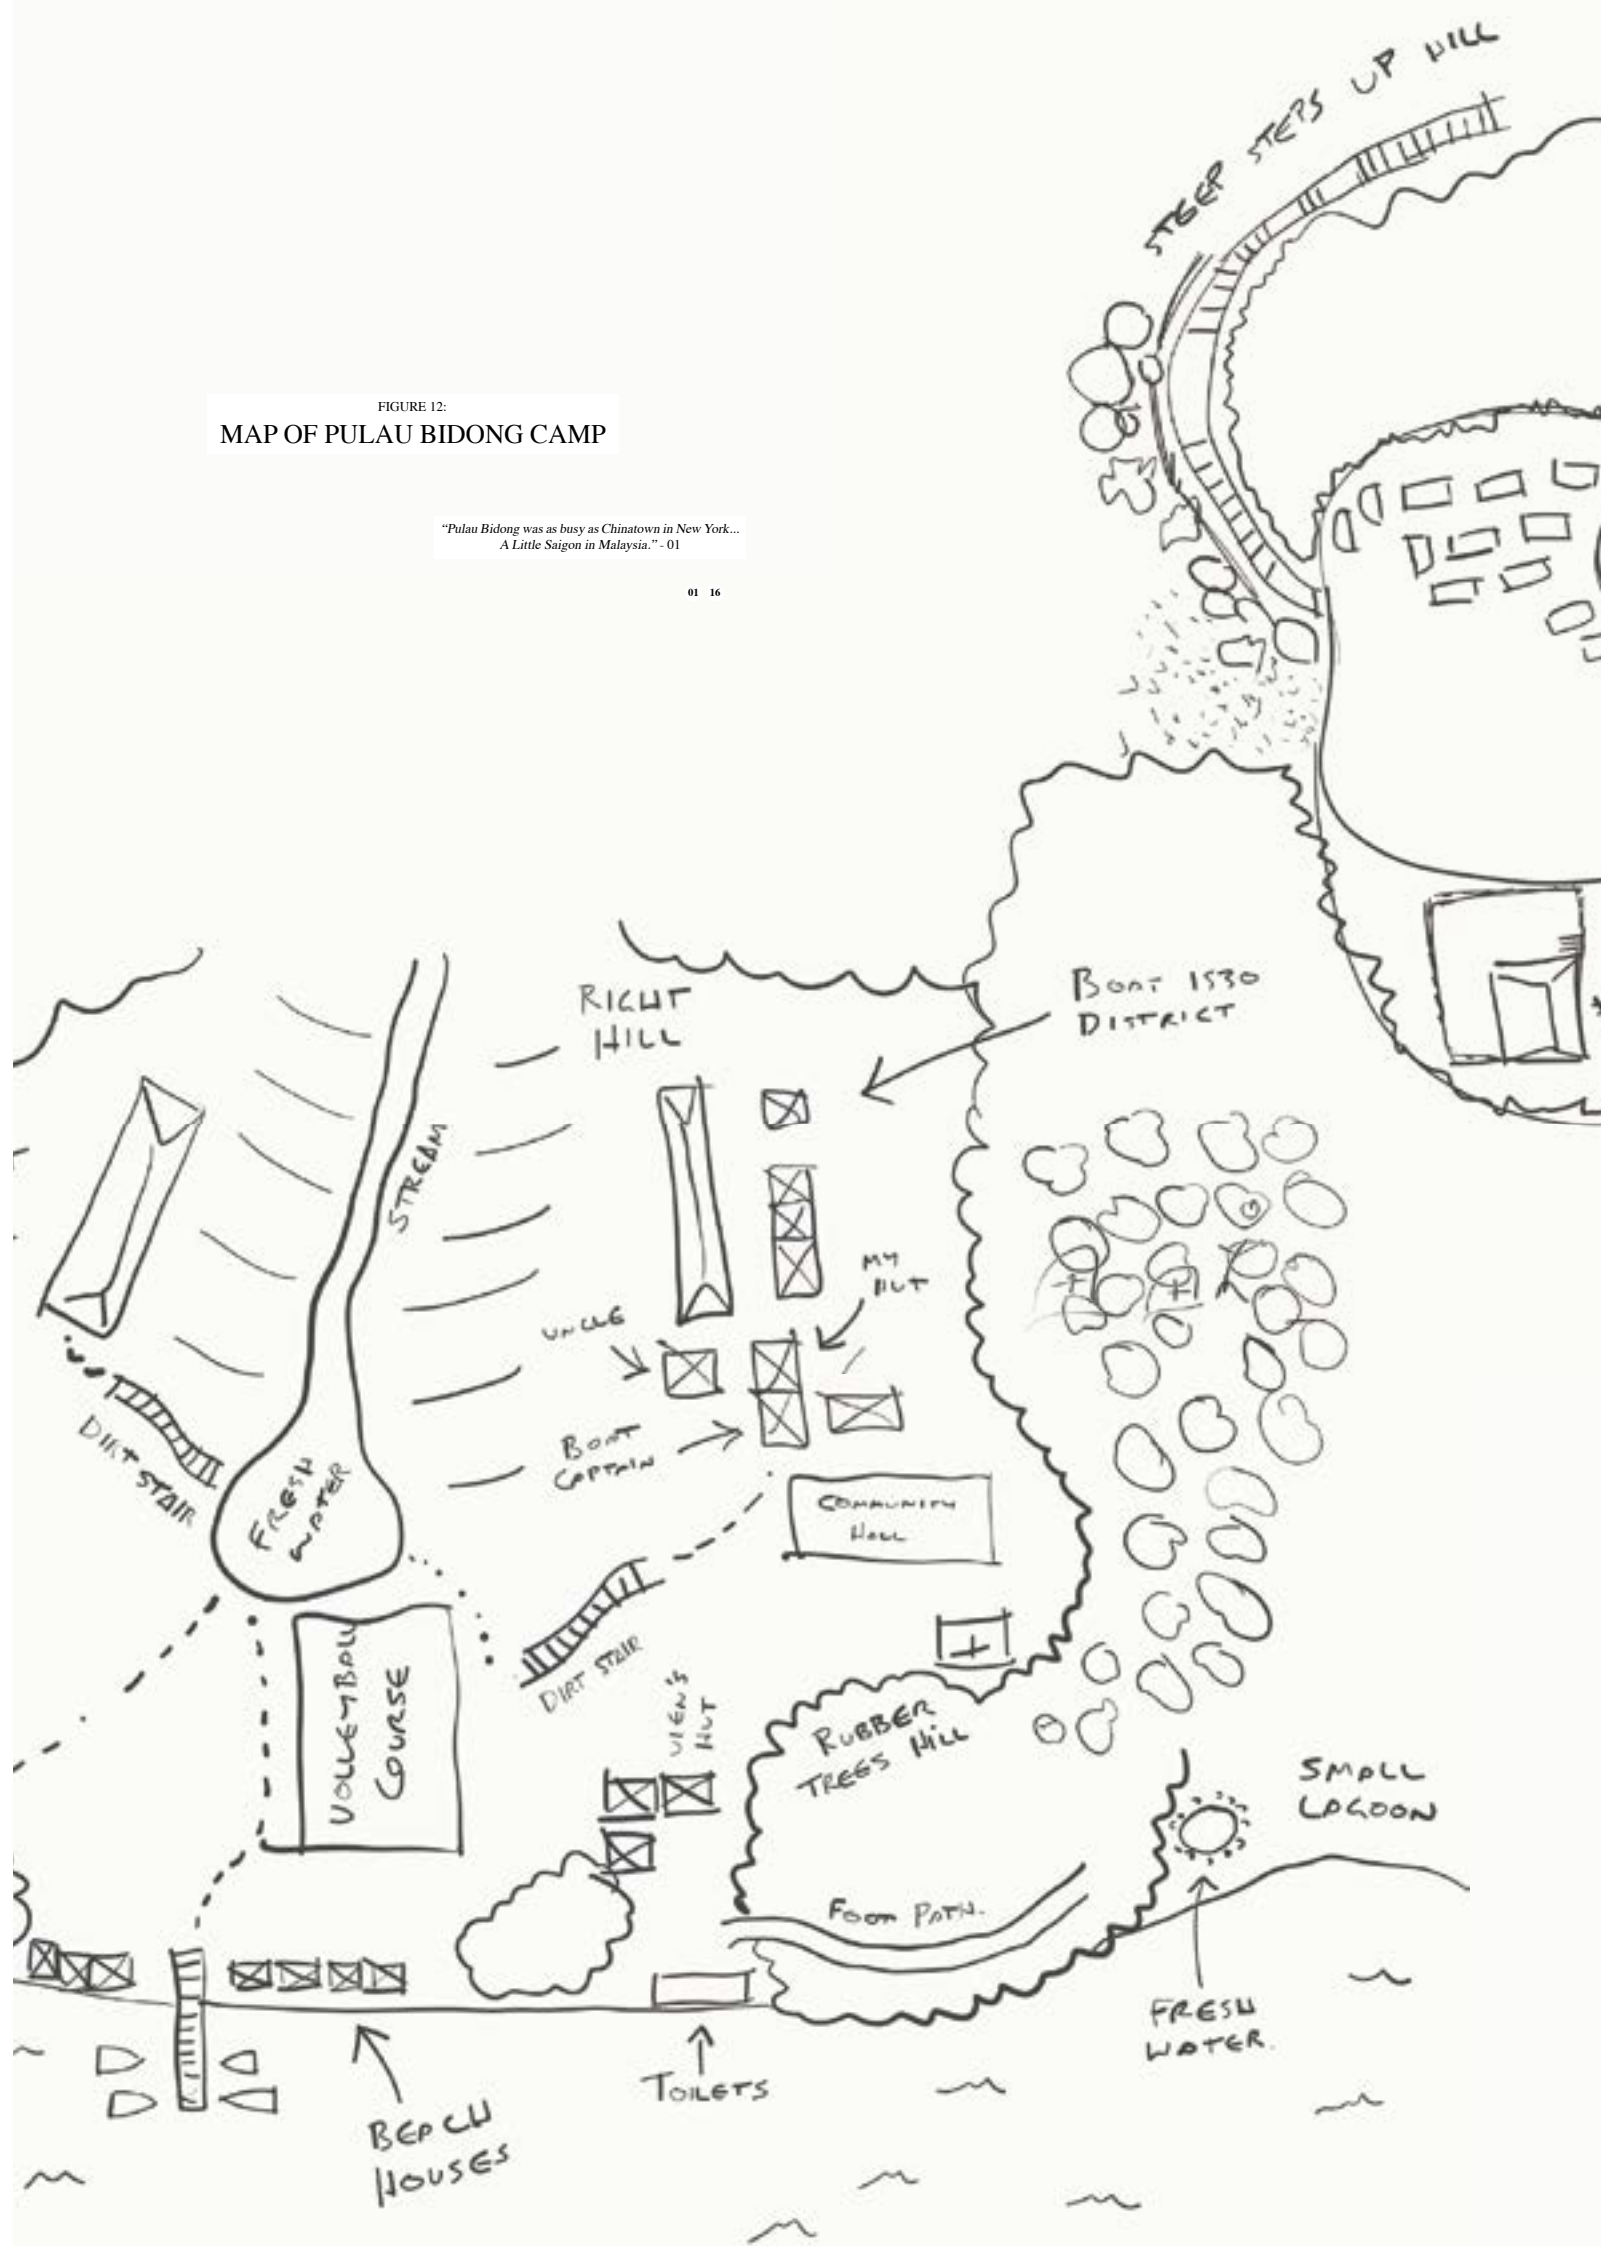 STEEP STEPS UP HILL
FIGURE 12:
MAP OF PULAU BIDONG CAMP
“Pulau Bidong was as busy as Chinatown in New York...
A Little Saigon in Malaysia.” - 01
01 16
RIGHT
HILL
BOAT 1530
DISTRICT
STREAM
MY
HUT
UNCLE
BOAT
CAPTAIN
DIRT STAIR
FRESH
WATER
COMMUNITY
HALL
DIRT STAIR
VOLLEYBALL
COURSE
VIEN'S
HUT
RUBBER
TREES HILL
SMALL
LAGOON
FOOT PATH.
FRESH
WATER.
TOILETS
BEACH
HOUSES